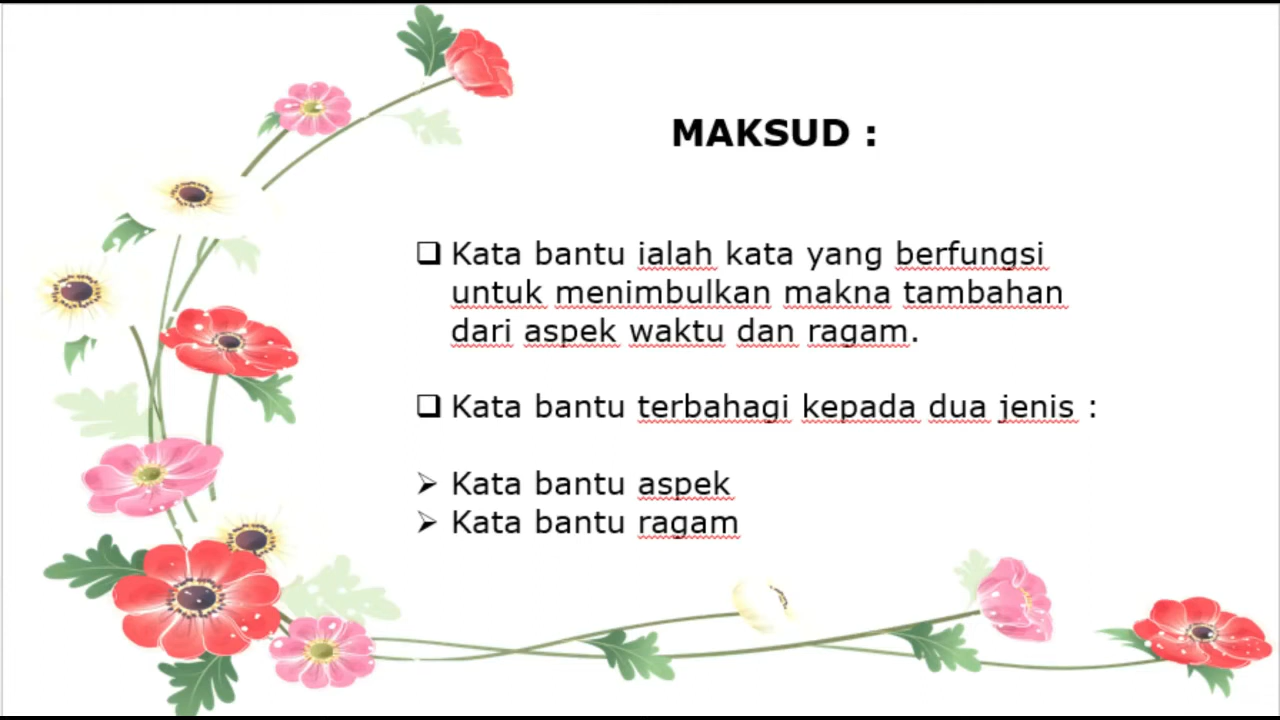 MAKSUD :
❑ Kata bantu ialah kata yang berfungsi
untuk menimbulkan makna tambahan
dari aspek waktu dan ragam.
❑ Kata bantu terbahagi kepada dua jenis :
➢ Kata bantu aspek
➢ Kata bantu ragam